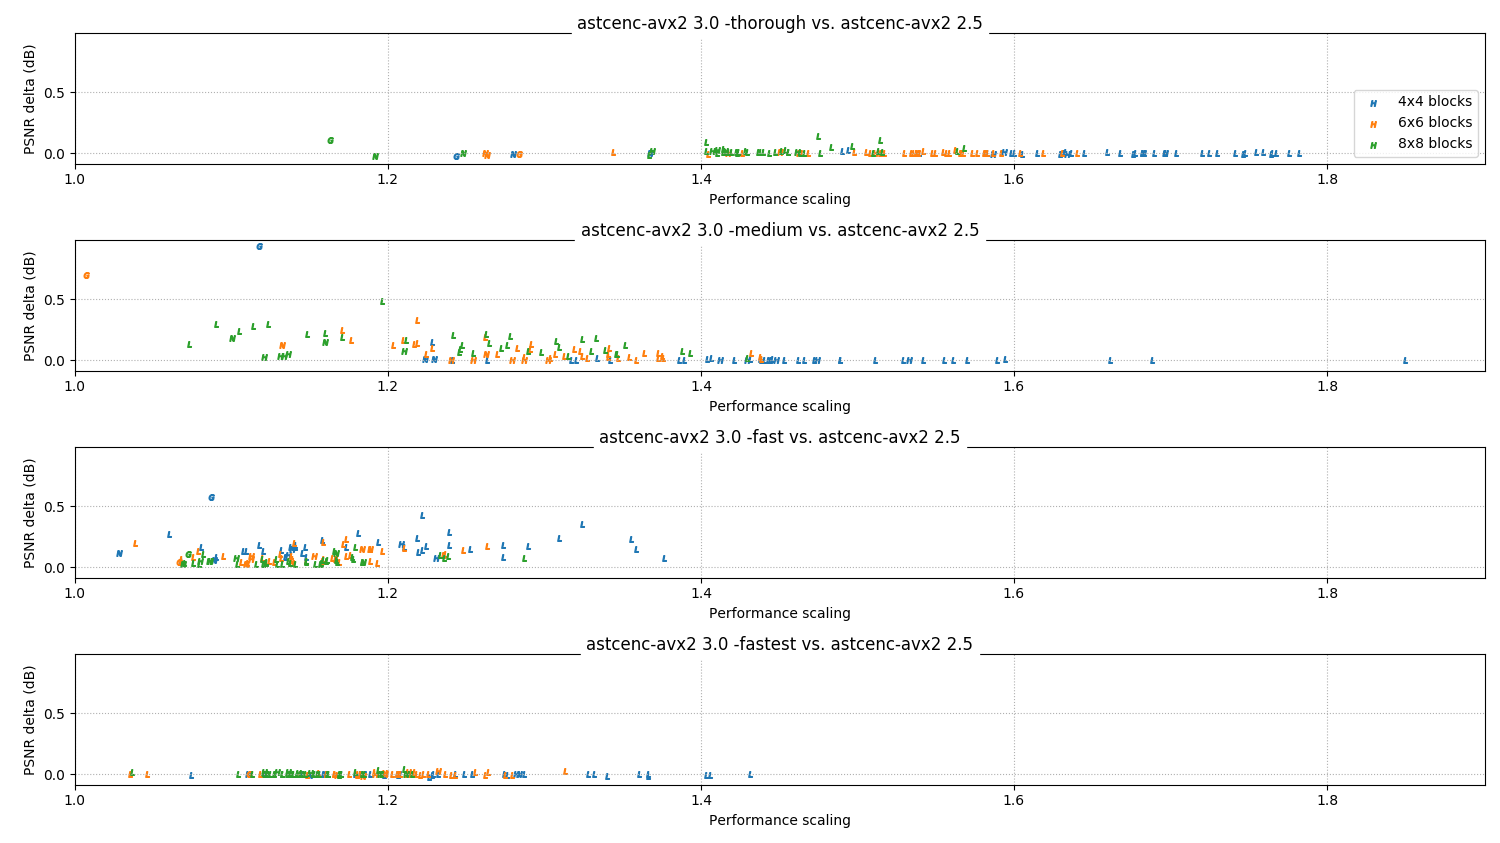 astcenc-avx2 3.0 -thorough vs. astcenc-avx2 2.5
PSNR delta (dB)
0.5
0.0
4x4 blocks
6x6 blocks
8x8 blocks
1.0 1.2 1.4 1.6 1.8
Performance scaling
astcenc-avx2 3.0 -medium vs. astcenc-avx2 2.5
PSNR delta (dB)
0.5
0.0
1.0 1.2 1.4 1.6 1.8
Performance scaling
astcenc-avx2 3.0 -fast vs. astcenc-avx2 2.5
PSNR delta (dB)
0.5
0.0
1.0 1.2 1.4 1.6 1.8
Performance scaling
astcenc-avx2 3.0 -fastest vs. astcenc-avx2 2.5
PSNR delta (dB)
0.5
0.0
1.0 1.2 1.4 1.6 1.8
Performance scaling